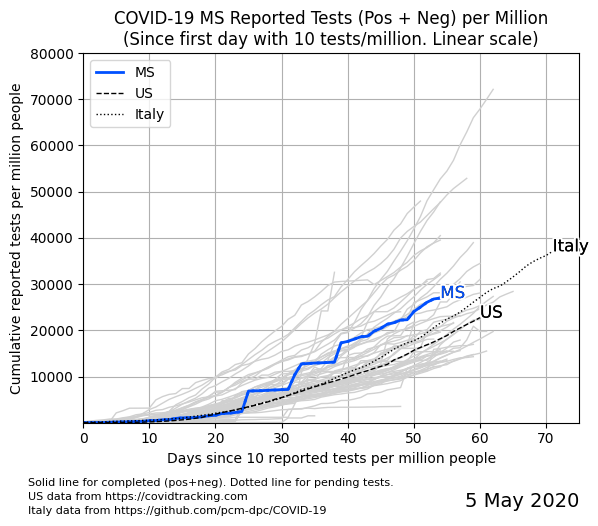 COVID-19 MS Reported Tests (Pos + Neg) per Million
(Since first day with 10 tests/million. Linear scale)
Cumulative reported tests per million people
80000
70000
60000
50000
40000
30000
20000
10000
MS
US
Italy
Italy
MS
US
0 10 20 30 40 50 60 70
Days since 10 reported tests per million people
Solid line for completed (pos+neg). Dotted line for pending tests.
US data from https://covidtracking.com
Italy data from https://github.com/pcm-dpc/COVID-19
5 May 2020